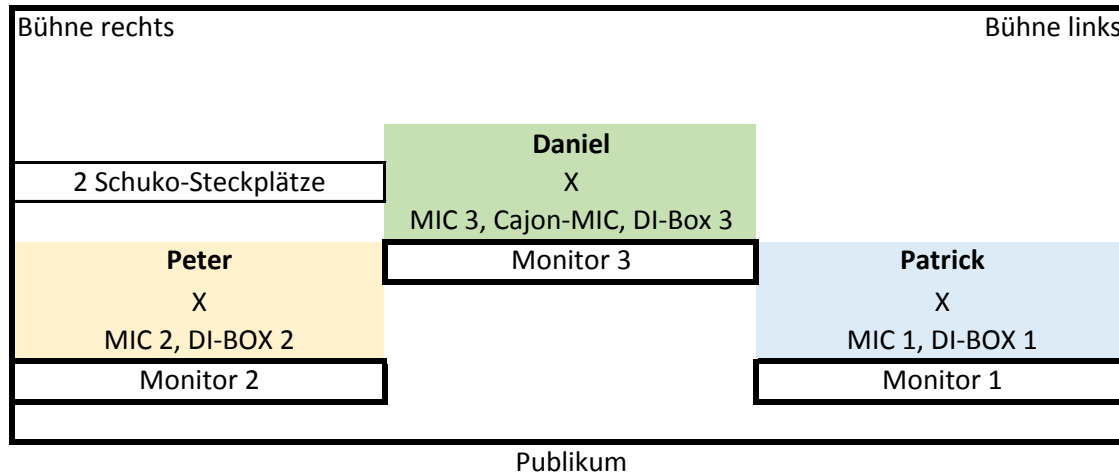 Bühne rechts
Bühne links
Daniel
2 Schuko-Steckplätze
X
MIC 3, Cajon-MIC, DI-Box 3
Peter
Monitor 3
Patrick
X
X
MIC 2, DI-BOX 2
MIC 1, DI-BOX 1
Monitor 2
Monitor 1
Publikum